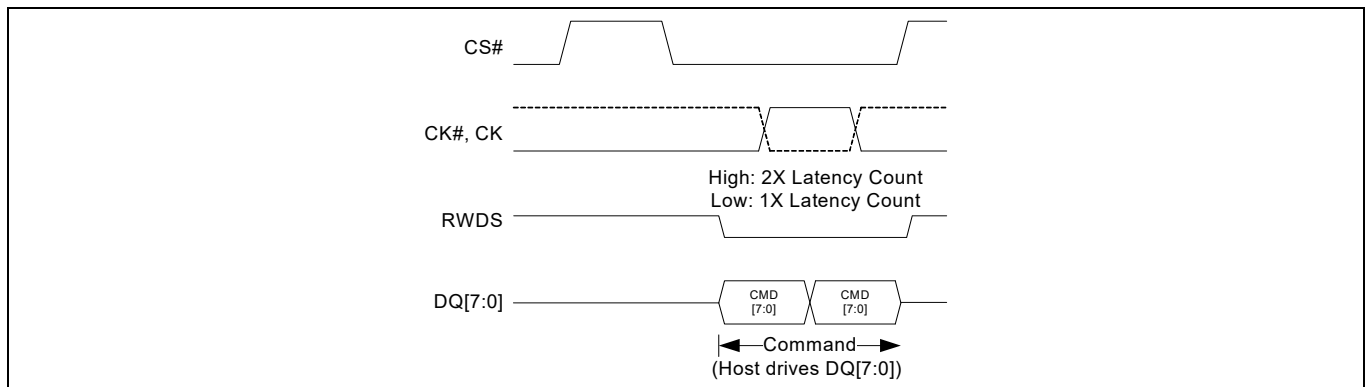 CS#
CK#, CK
High: 2X Latency Count
Low: 1X Latency Count
RWDS
DQ[7:0]
CMD
[7:0]
CMD
[7:0]
Command
(Host drives DQ[7:0])